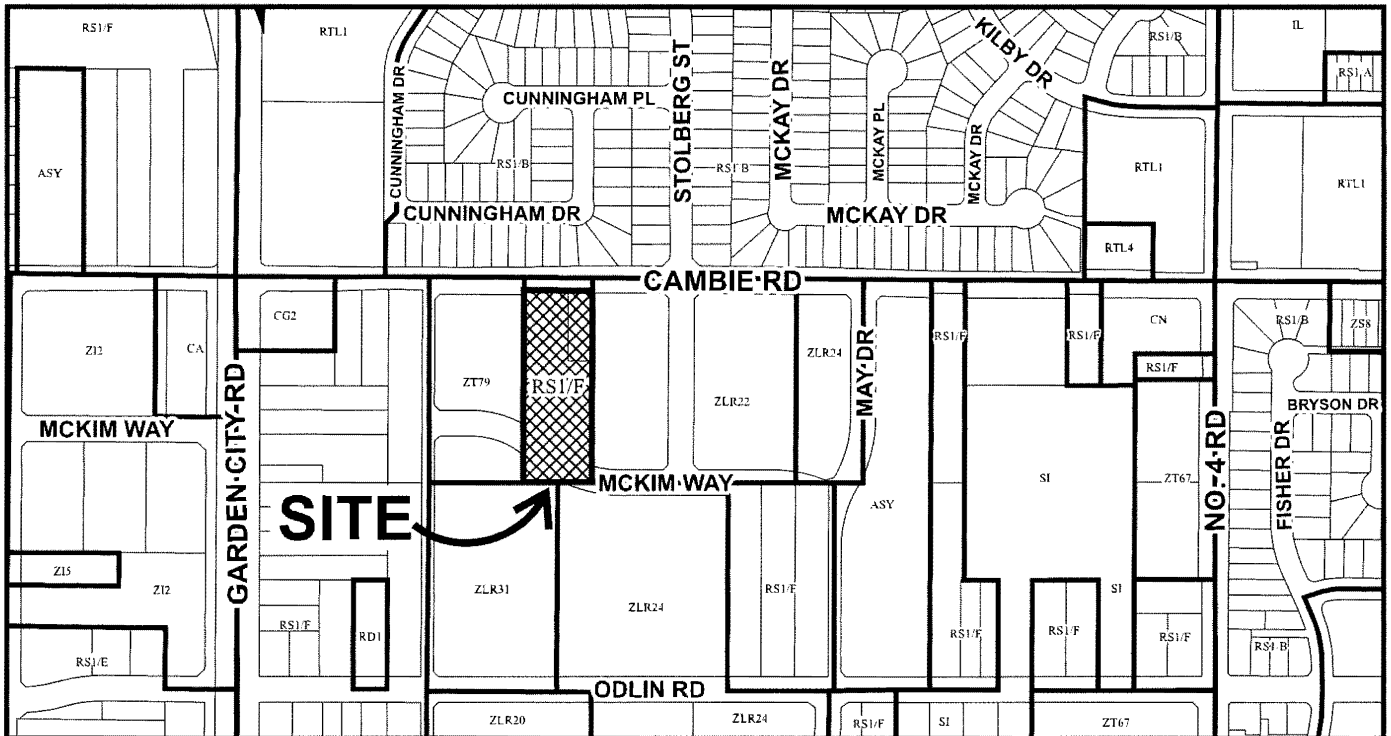 RS1/F
RTL1
CUNNINGHAM DR
CUNNINGHAM PL
STOLBERG ST
MCKAY DR
MCKAY PL
KILBY DR
RS1/B
IL
RS1/A
ASY
RS1/B
RS1/B
MCKAY DR
RTL1
RTL1
CUNNINGHAM DR
MCKAY DR
RTL4
CAMBIE RD
ZI2
CA
CG2
ZT79
RS1/F
ZLR22
ZLR24
MAY DR
RS1/F
RS1/F
CN
RS1/F
RS1/B
ZS8
MCKIM WAY
GARDEN CITY RD
BRYSON DR
FISHER DR
NO. 4 RD
SITE
MCKIM WAY
ASY
SI
ZT67
ZI5
ZI2
RS1/F
RD1
ZLR31
ZLR24
RS1/F
RS1/F
RS1/F
SI
RS1/F
RS1/E
RS1/B
ODLIN RD
ZLR20
ZLR24
RS1/F
SI
ZT67